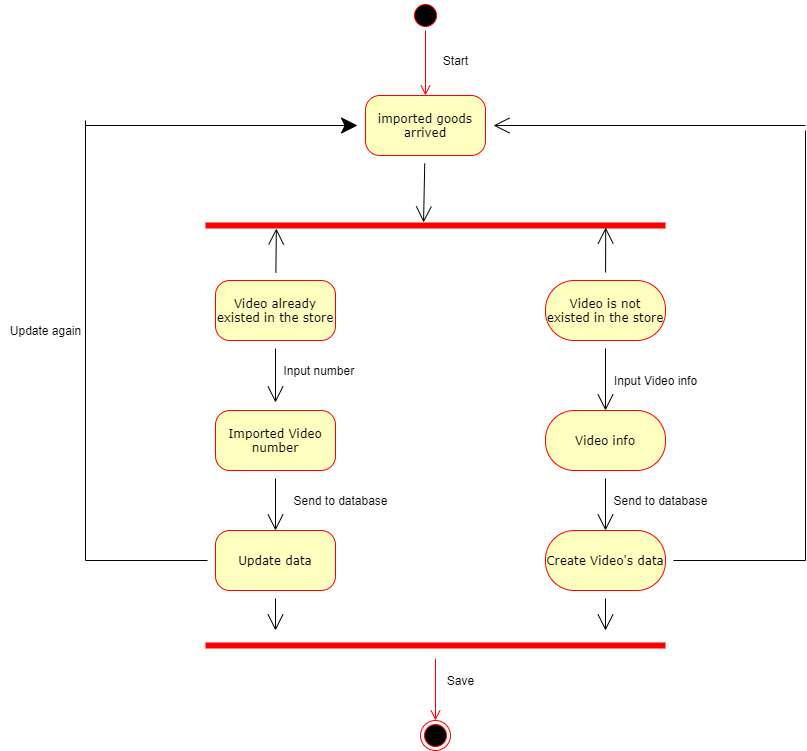 Start
imported goods
arrived
Video already
existed in the store
Video is not
existed in the store
Update again
Input number
Input Video info
Imported Video
number
Video info
Send to database
Send to database
Update data
Create Video's data
Save